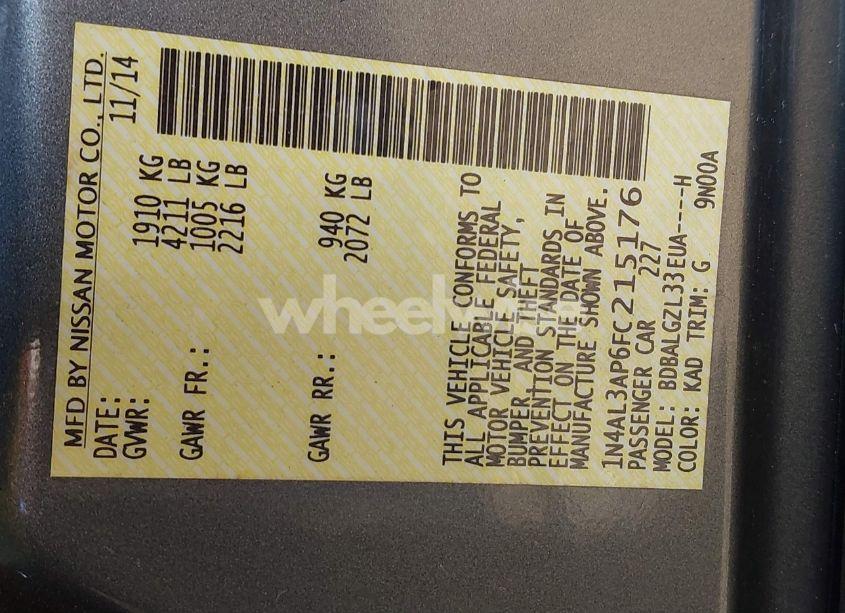 MFD BY NISSAN MOTOR CO., LTD.
DATE: 11/14
GVWR: 1910 KG
4211 LB
GAWR FR.: 1005 KG
2216 LB
GAWR RR.: 940 KG
2072 LB
THIS VEHICLE CONFORMS TO
ALL APPLICABLE FEDERAL
MOTOR VEHICLE SAFETY,
BUMPER, AND THEFT
PREVENTION STANDARDS IN
EFFECT ON THE DATE OF
MANUFACTURE SHOWN ABOVE.
1N4AL3AP6FC215176
PASSENGER CAR 227
MODEL: BDBALGZL33EUA----H
COLOR: KAD TRIM: G 9N00A